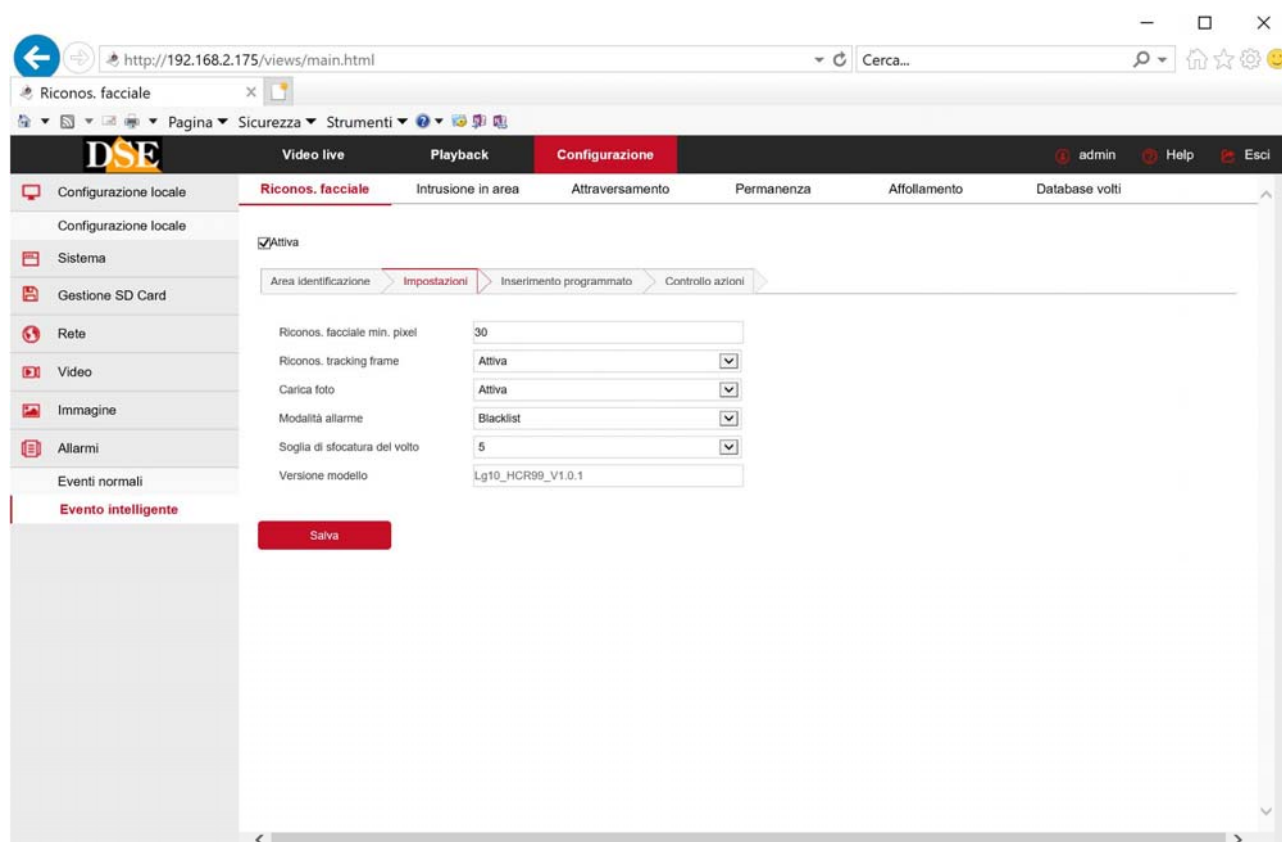 http://192.168.2.175/views/main.html
Cerca...
Riconos. facciale
Pagina Sicurezza Strumenti
DSE
Video live Playback Configurazione admin Help Esci
Configurazione locale
Configurazione locale
Sistema
Gestione SD Card
Rete
Video
Immagine
Allarmi
Eventi normali
Evento intelligente
Riconos. facciale Intrusione in area Attraversamento Permanenza Affollamento Database volti
Attiva
Area identificazione Impostazioni Inserimento programmato Controllo azioni
Riconos. facciale min. pixel 30
Riconos. tracking frame Attiva
Carica foto Attiva
Modalità allarme Blacklist
Soglia di sfocatura del volto 5
Versione modello Lg10_HCR99_V1.0.1
Salva